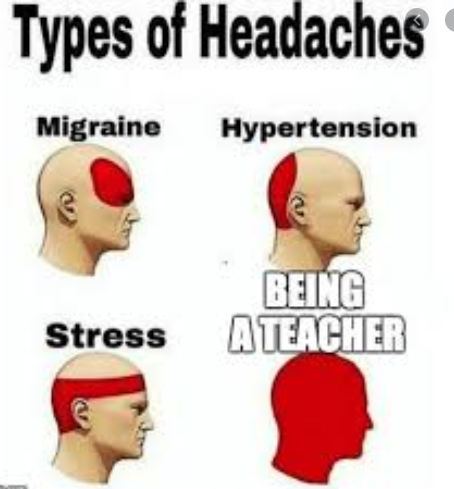 Types of Headaches
Migraine
Hypertension
Stress
BEING
A TEACHER